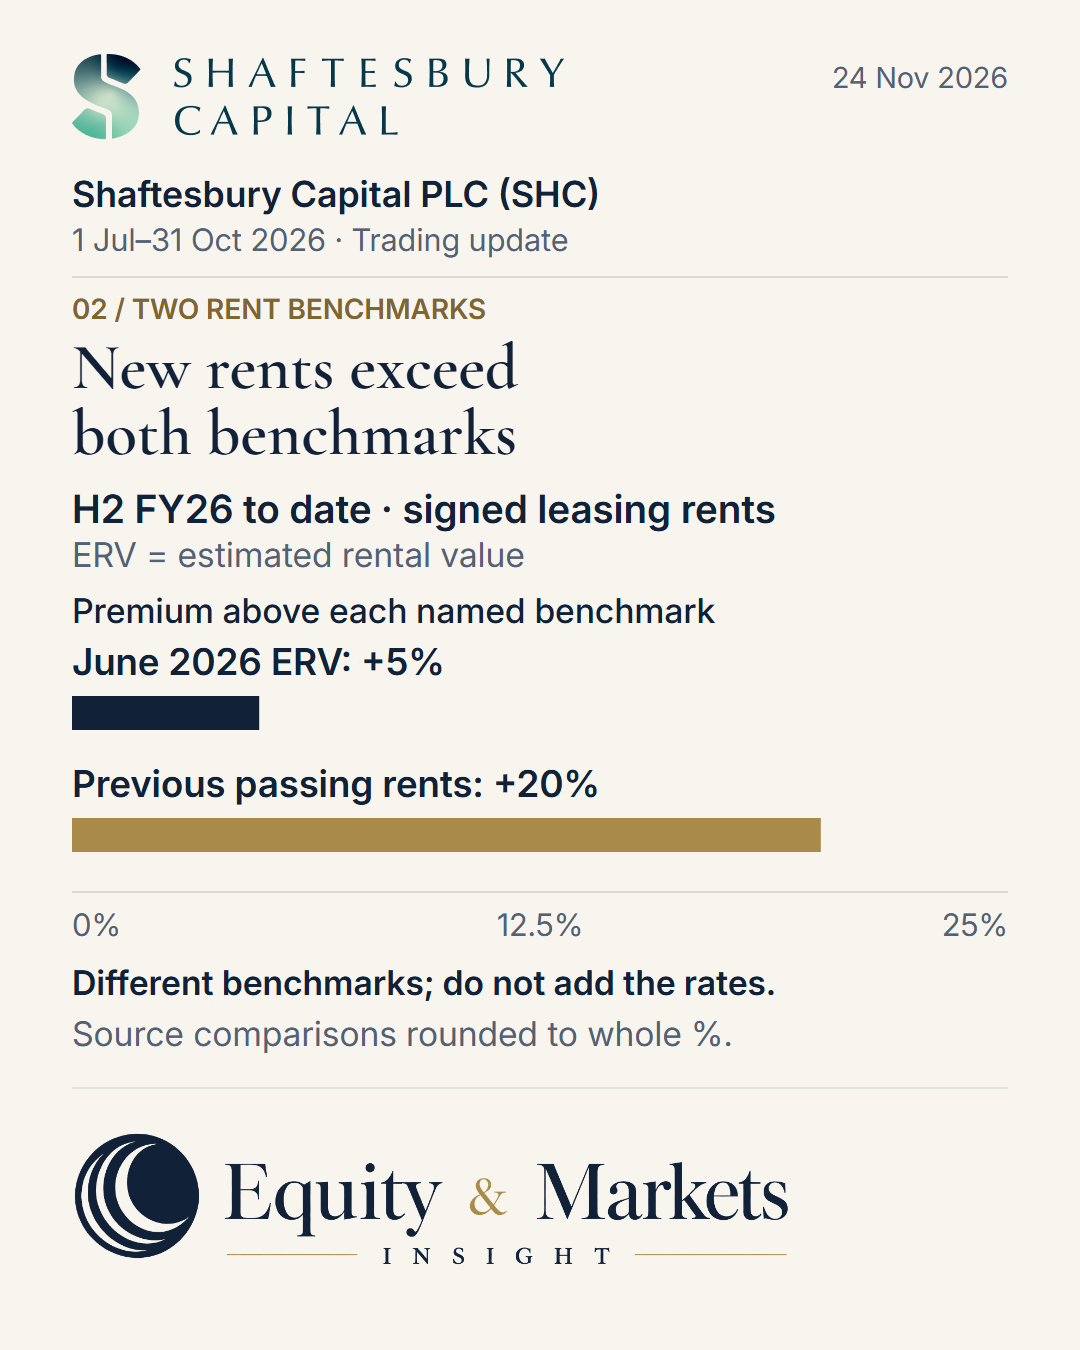 SHAFTESBURY
CAPITAL
24 Nov 2026
Shaftesbury Capital PLC (SHC)
1 Jul–31 Oct 2026 · Trading update
02 / TWO RENT BENCHMARKS
New rents exceed
both benchmarks
H2 FY26 to date · signed leasing rents
ERV = estimated rental value
Premium above each named benchmark
June 2026 ERV: +5%
Previous passing rents: +20%
0% 12.5% 25%
Different benchmarks; do not add the rates.
Source comparisons rounded to whole %.
Equity & Markets
INSIGHT